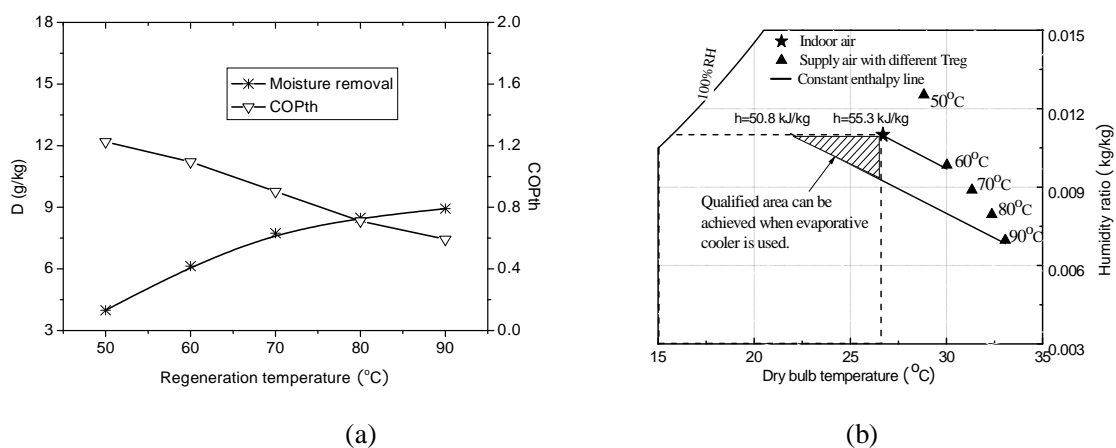 18
15
12
9
6
3
D (g/kg)
2.0
1.6
1.2
0.8
0.4
0.0
COPth
Moisture removal
COPth
50 60 70 80 90
Regeneration temperature (°C)
(a)
100%RH
Indoor air
Supply air with different Treg
Constant enthalpy line
50°C
h=50.8 kJ/kg h=55.3 kJ/kg
60°C
70°C
80°C
90°C
Qualified area can be
achieved when evaporative
cooler is used.
0.015
0.012
0.009
0.006
0.003
Humidity ratio (kg/kg)
15 20 25 30 35
Dry bulb temperature (°C)
(b)